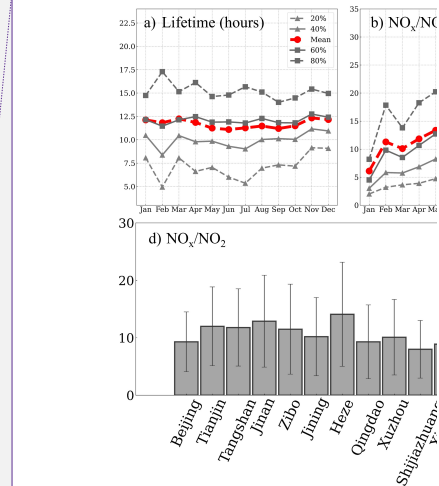 a) Lifetime (hours)
20%
40%
Mean
60%
80%
22.5
20.0
17.5
15.0
12.5
10.0
7.5
5.0
Jan Feb Mar Apr May Jun Jul Aug Sep Oct Nov Dec
b) NOx/NO
35
30
25
20
15
10
5
0
Jan Feb Mar Apr Ma
d) NOx/NO2
30
20
10
0
Beijing
Tianjin
Tangshan
Jinan
Zibo
Jining
Heze
Qingdao
Xuzhou
Shijiazhuang